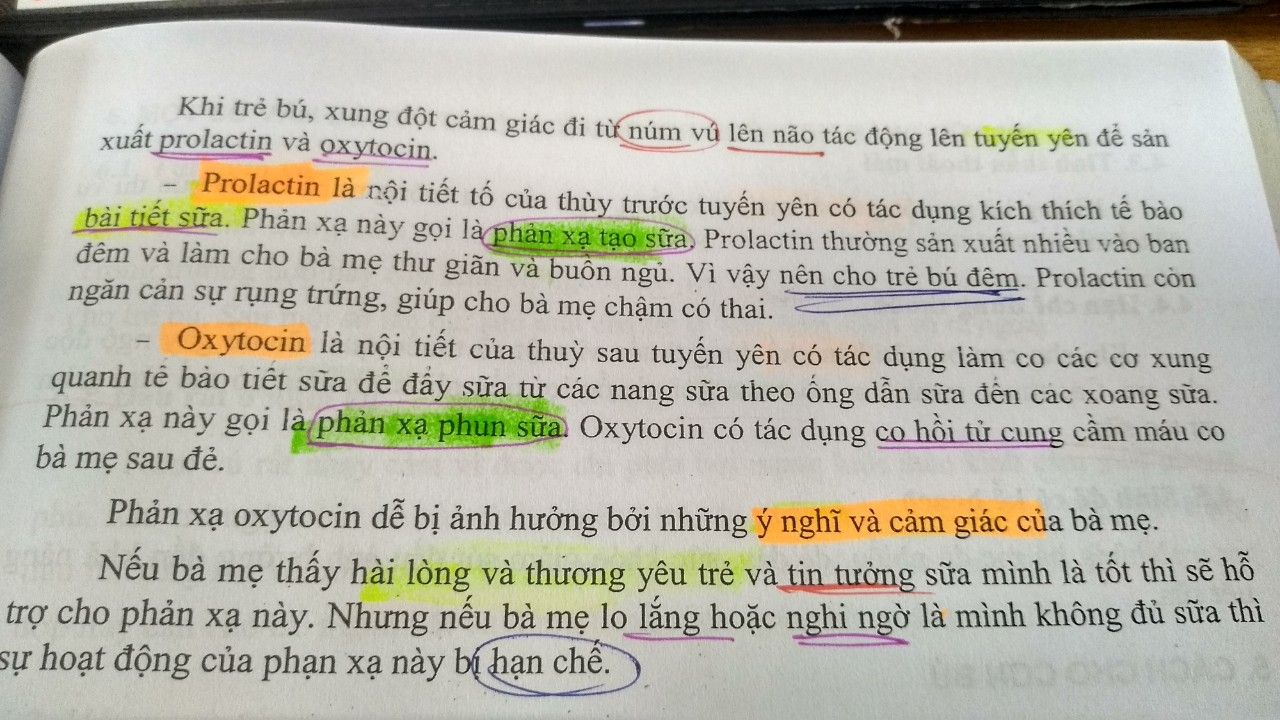 Khi trẻ bú, xung đột cảm giác đi từ núm vú lên não tác động lên tuyến yên để sản
xuất prolactin và oxytocin.
– Prolactin là nội tiết tố của thùy trước tuyến yên có tác dụng kích thích tế bào
bài tiết sữa. Phản xạ này gọi là phản xạ tạo sữa. Prolactin thường sản xuất nhiều vào ban
đêm và làm cho bà mẹ thư giãn và buồn ngủ. Vì vậy nên cho trẻ bú đêm. Prolactin còn
ngăn cản sự rụng trứng, giúp cho bà mẹ chậm có thai.
– Oxytocin là nội tiết của thuỳ sau tuyến yên có tác dụng làm co các cơ xung
quanh tế bào tiết sữa để đẩy sữa từ các nang sữa theo ống dẫn sữa đến các xoang sữa.
Phản xạ này gọi là phản xạ phun sữa. Oxytocin có tác dụng co hồi tử cung cầm máu co
bà mẹ sau đẻ.
Phản xạ oxytocin dễ bị ảnh hưởng bởi những ý nghĩ và cảm giác của bà mẹ.
Nếu bà mẹ thấy hài lòng và thương yêu trẻ và tin tưởng sữa mình là tốt thì sẽ hỗ
trợ cho phản xạ này. Nhưng nếu bà mẹ lo lắng hoặc nghi ngờ là mình không đủ sữa thì
sự hoạt động của phạn xạ này bị hạn chế.